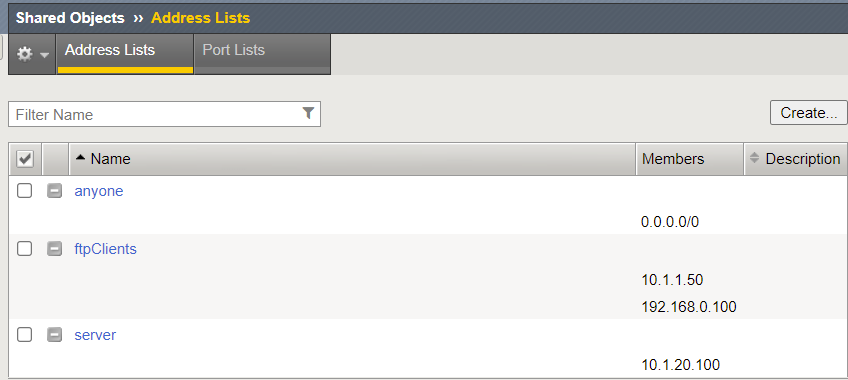 Shared Objects ›› Address Lists
Address Lists Port Lists
Filter Name
Create...
Name Members Description
anyone
0.0.0.0/0
ftpClients
10.1.1.50
192.168.0.100
server
10.1.20.100